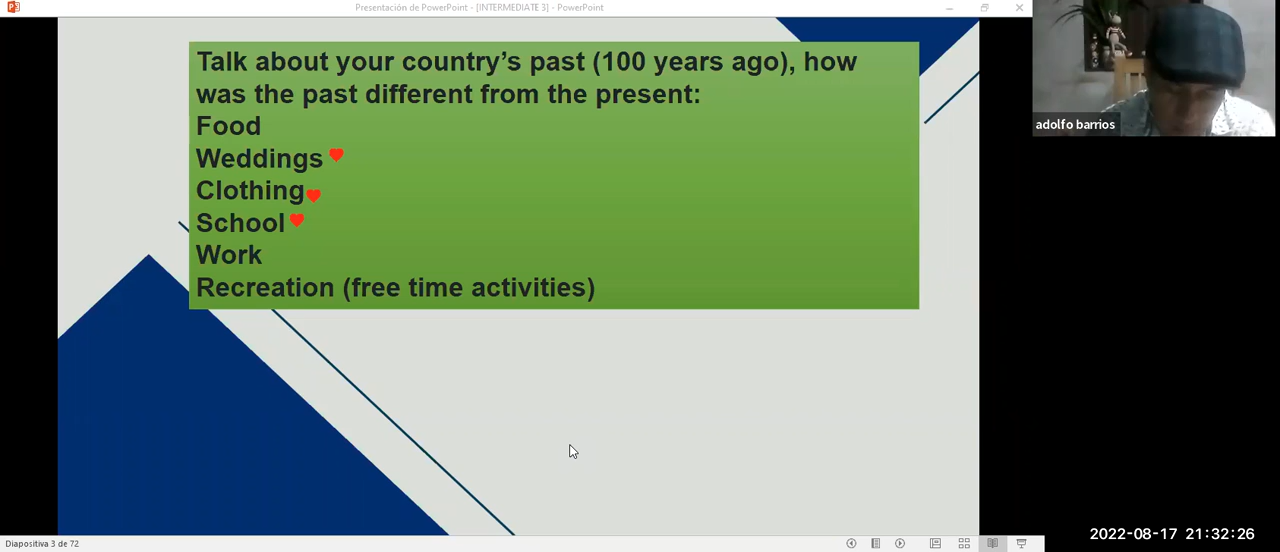 Presentación de PowerPoint - [INTERMEDIATE 3] - PowerPoint
Talk about your country’s past (100 years ago), how
was the past different from the present:
Food
Weddings
Clothing
School
Work
Recreation (free time activities)
adolfo barrios
Diapositiva 3 de 72
2022-08-17 21:32:26